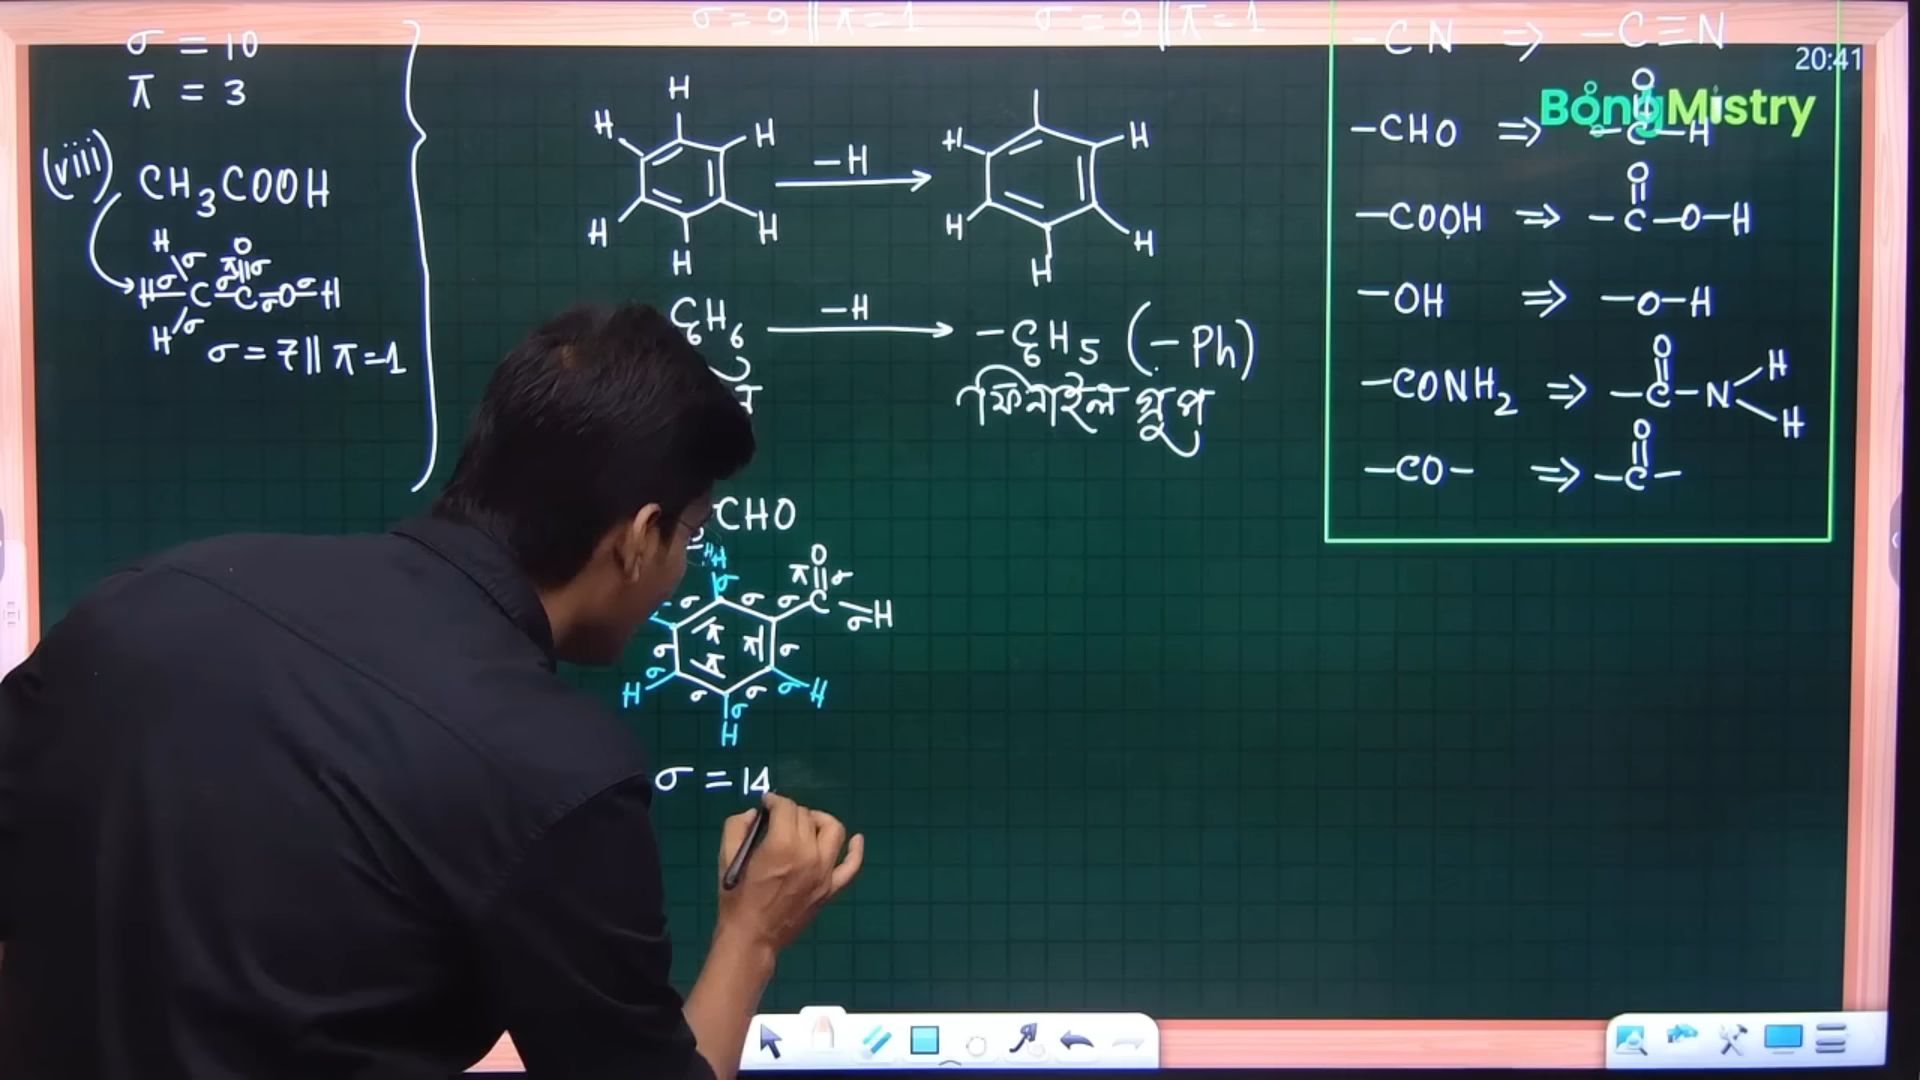 σ = 10
π = 3
(viii) CH₃COOH
H σ O
π σ
H σ C σ C σ O σ H
H σ
σ = 7 || π = 1
σ = 9 || π = 1
σ = 9 || π = 1
H
H H
H H
H
—H
H H
H H
H
C₆H₆ —H —C₆H₅ (—Ph)
ফিনাইল গ্রুপ
CHO
H O
σ π σ
σ σ σ C σ H
π π
σ π σ
σ σ σ σ H
H σ
H
σ = 14
—CN ⇒ —C≡N
O
—CHO ⇒ —C—H
O
—COOH ⇒ —C—O—H
—OH ⇒ —O—H
O H
—CONH₂ ⇒ —C—N
H
O
—CO— ⇒ —C—
20:41
BongMistry